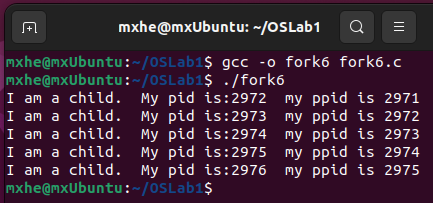 mxhe@mxUbuntu: ~/OSLab1
mxhe@mxUbuntu:~/OSLab1$ gcc -o fork6 fork6.c
mxhe@mxUbuntu:~/OSLab1$ ./fork6
I am a child.  My pid is:2972  my ppid is 2971
I am a child.  My pid is:2973  my ppid is 2972
I am a child.  My pid is:2974  my ppid is 2973
I am a child.  My pid is:2975  my ppid is 2974
I am a child.  My pid is:2976  my ppid is 2975
mxhe@mxUbuntu:~/OSLab1$